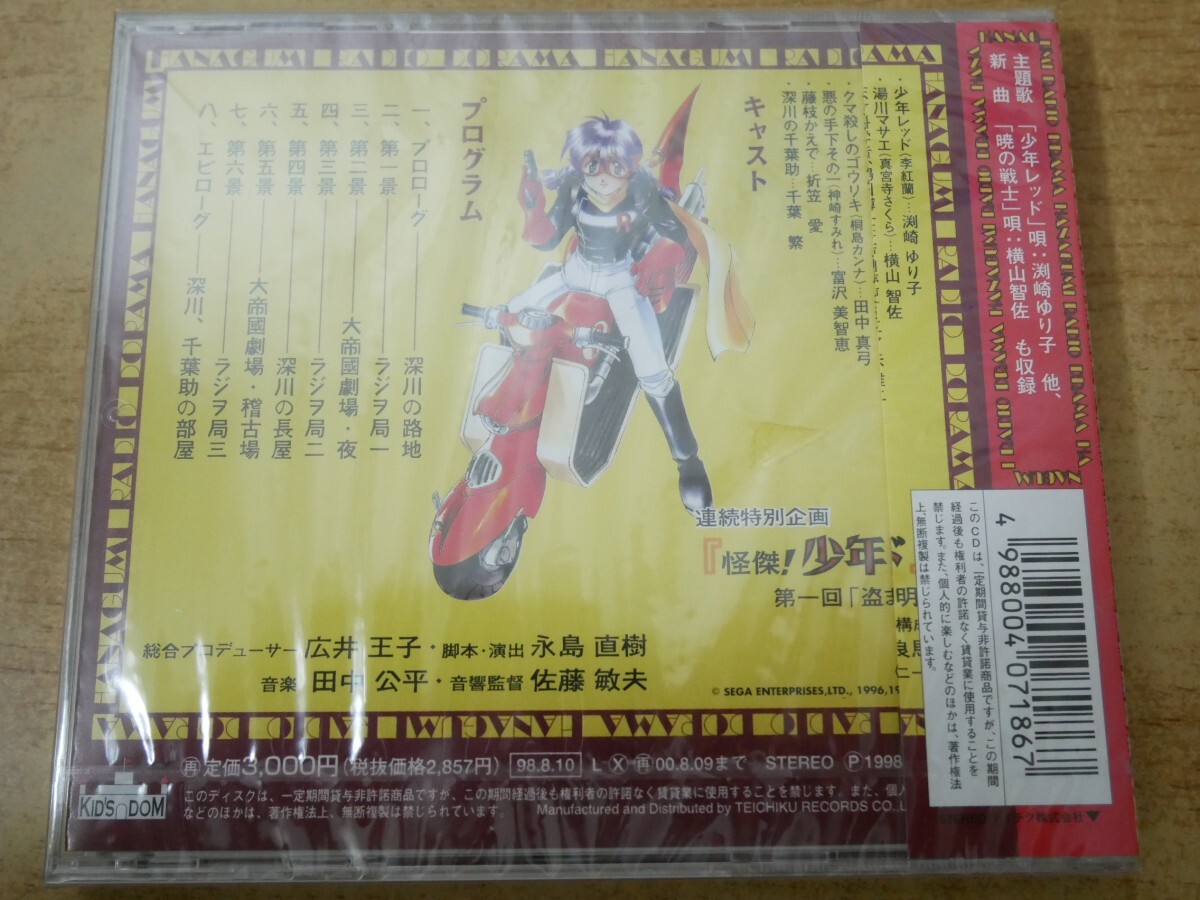 主題歌 「少年レッド」唄：渕崎ゆり子 他、
新曲 「暁の戦士」唄：横山智佐 も収録
HANAGUMI RADIO DORAMA
キャスト
・少年レッド(李紅蘭)…渕崎 ゆり子
湯川マサエ(真宮寺さくら)…横山 智佐
クマ殺しのゴウリキ(桐島カンナ)…田中 真弓
悪の手下その一(神崎すみれ)…富沢 美智恵
・藤枝かえで…折笠 愛
・深川の千葉助…千葉 繁
プログラム
一、プロローグ――深川の路地
二、第一景――ラジヲ局一
三、第二景――大帝國劇場・夜
四、第三景――ラジヲ局二
五、第四景――深川の長屋
六、第五景――大帝國劇場・稽古場
七、第六景――ラジヲ局三
八、エピローグ 深川、千葉助の部屋
R
連続特別企画
『怪傑!少年
第一回「盗ま
総合プロデューサー 広井 王子・脚本・演出 永島 直樹
音楽 田中 公平・音響監督 佐藤 敏夫
© SEGA ENTERPRISES,LTD., 1996,19
再 定価3,000円(税抜価格2,857円) 98.8.10 L X 再 00.8.09まで STEREO Ⓟ1998
このディスクは、一定期間貸与非許諾商品ですが、この期間経過後も権利者の許諾なく賃貸業に使用することを禁じます。また、個人
などのほかは、著作権法上、無断複製は禁じられています。
Manufactured and Distributed by TEICHIKU RECORDS CO.,L
KID'S DOM
4 988004 071867
このCDは、一定期間貸与非許諾商品ですが、この期間
経過後も権利者の許諾なく賃貸業に使用することを
禁じます。また、個人的に楽しむなどのほかは、著作権法
上、無断複製は禁じられています。
テイチク株式会社▼